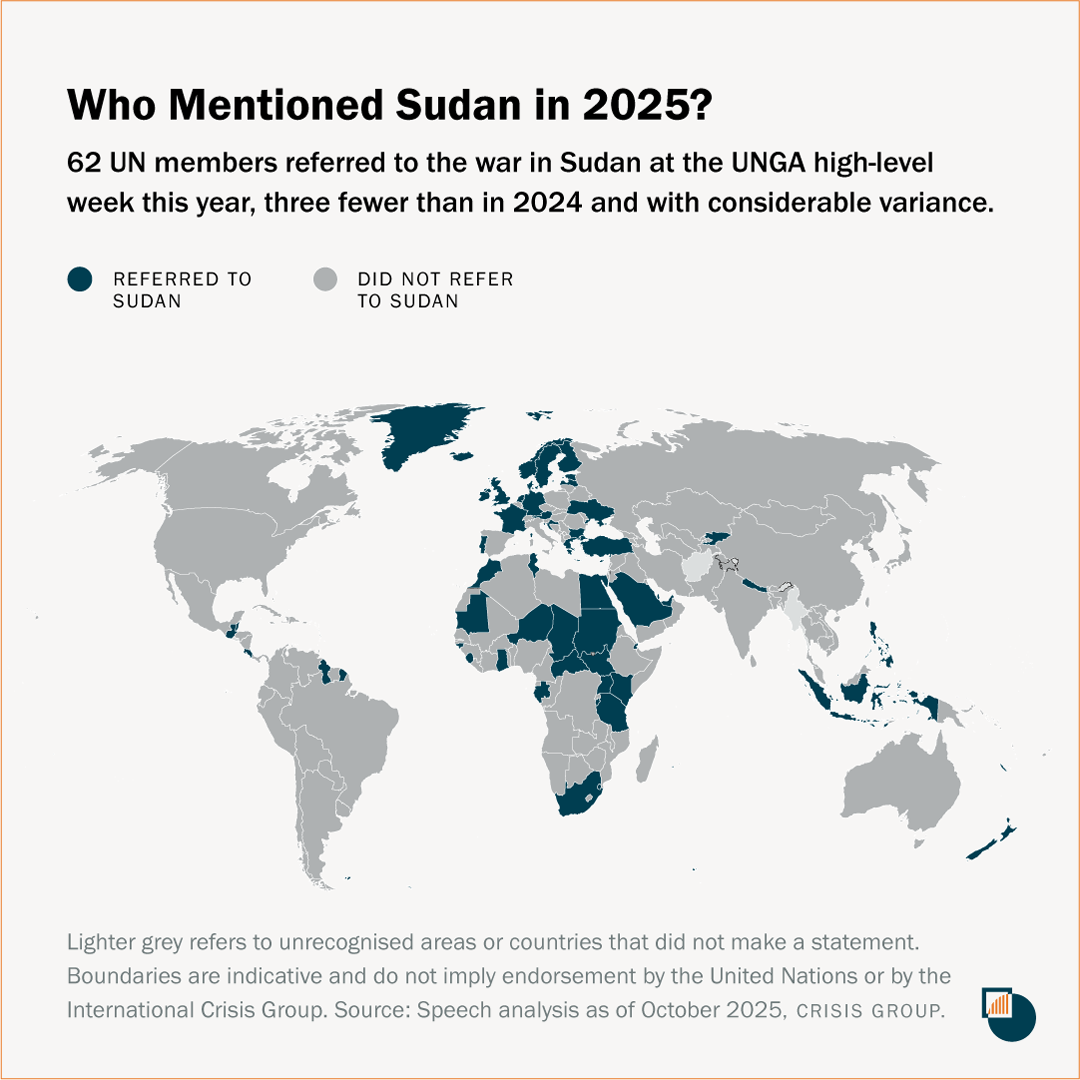 Who Mentioned Sudan in 2025?
62 UN members referred to the war in Sudan at the UNGA high-level
week this year, three fewer than in 2024 and with considerable variance.
REFERRED TO
SUDAN
DID NOT REFER
TO SUDAN
Lighter grey refers to unrecognised areas or countries that did not make a statement.
Boundaries are indicative and do not imply endorsement by the United Nations or by the
International Crisis Group. Source: Speech analysis as of October 2025, CRISIS GROUP.